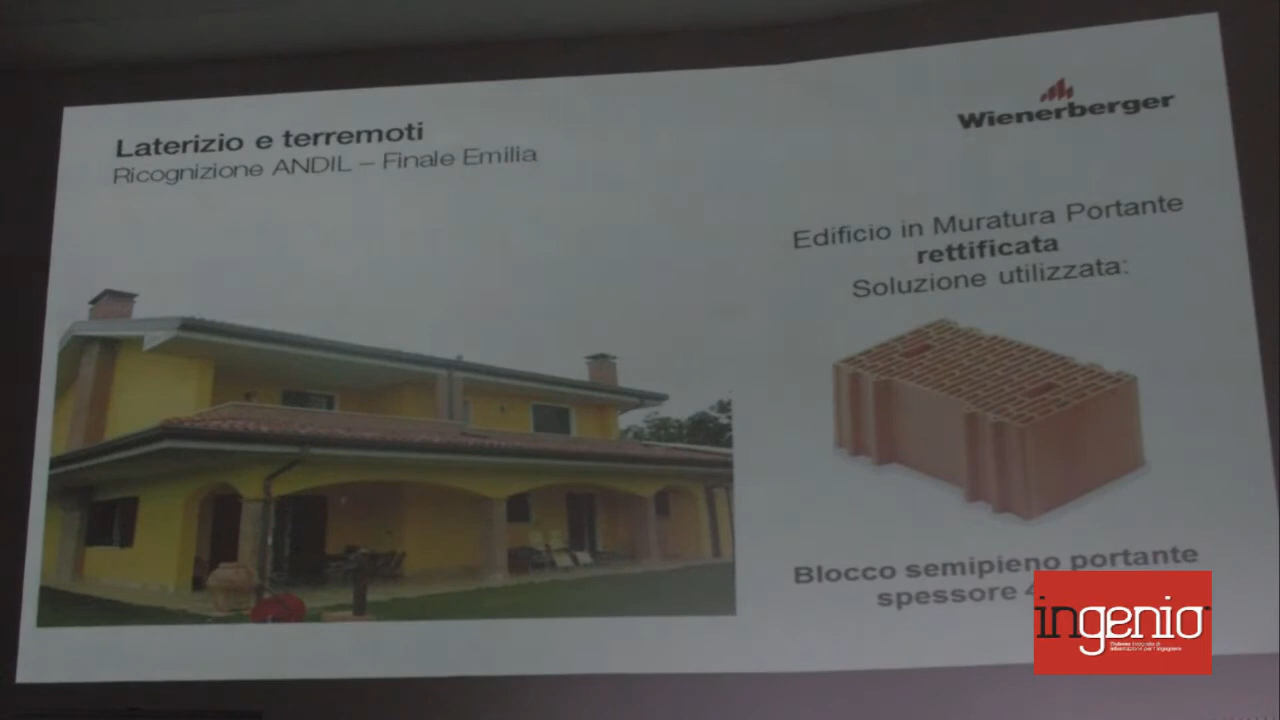 Laterizio e terremoti
Ricognizione ANDIL – Finale Emilia
Wienerberger
Edificio in Muratura Portante
rettificata
Soluzione utilizzata:
Blocco semipieno portante
spessore
ingenio